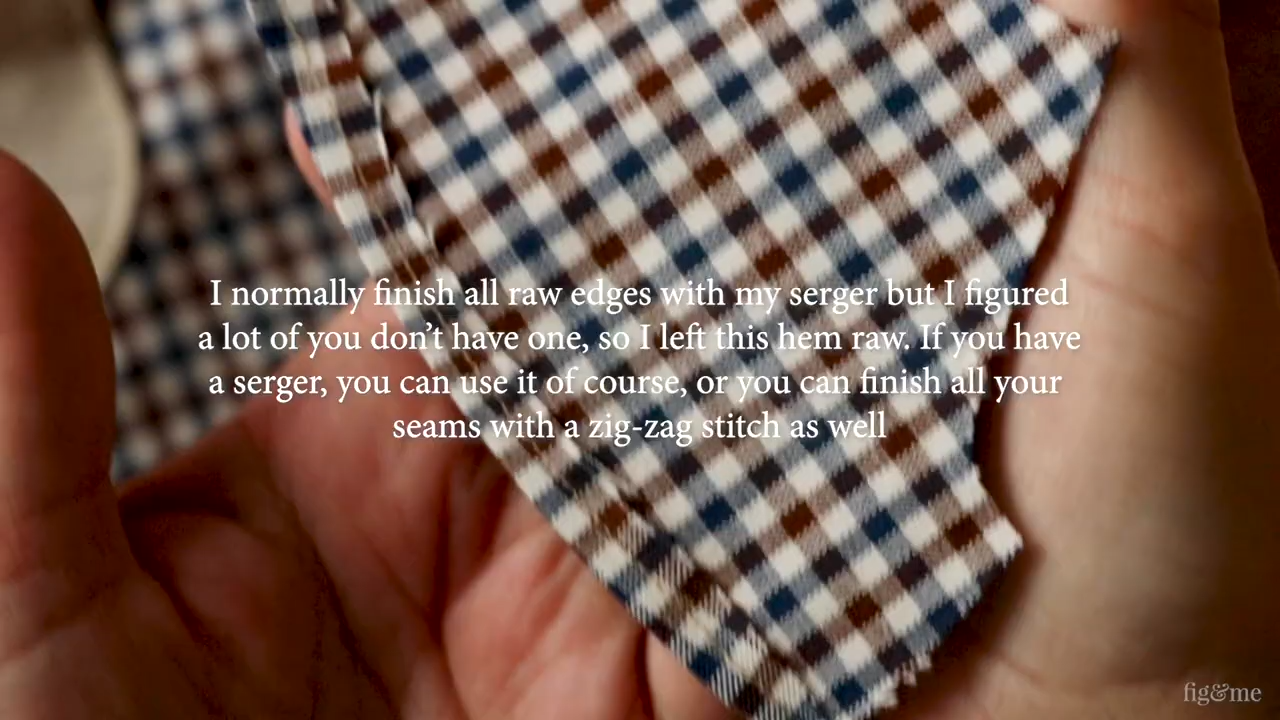 I normally finish all raw edges with my serger but I figured
a lot of you don’t have one, so I left this hem raw. If you have
a serger, you can use it of course, or you can finish all your
seams with a zig-zag stitch as well
fig&me